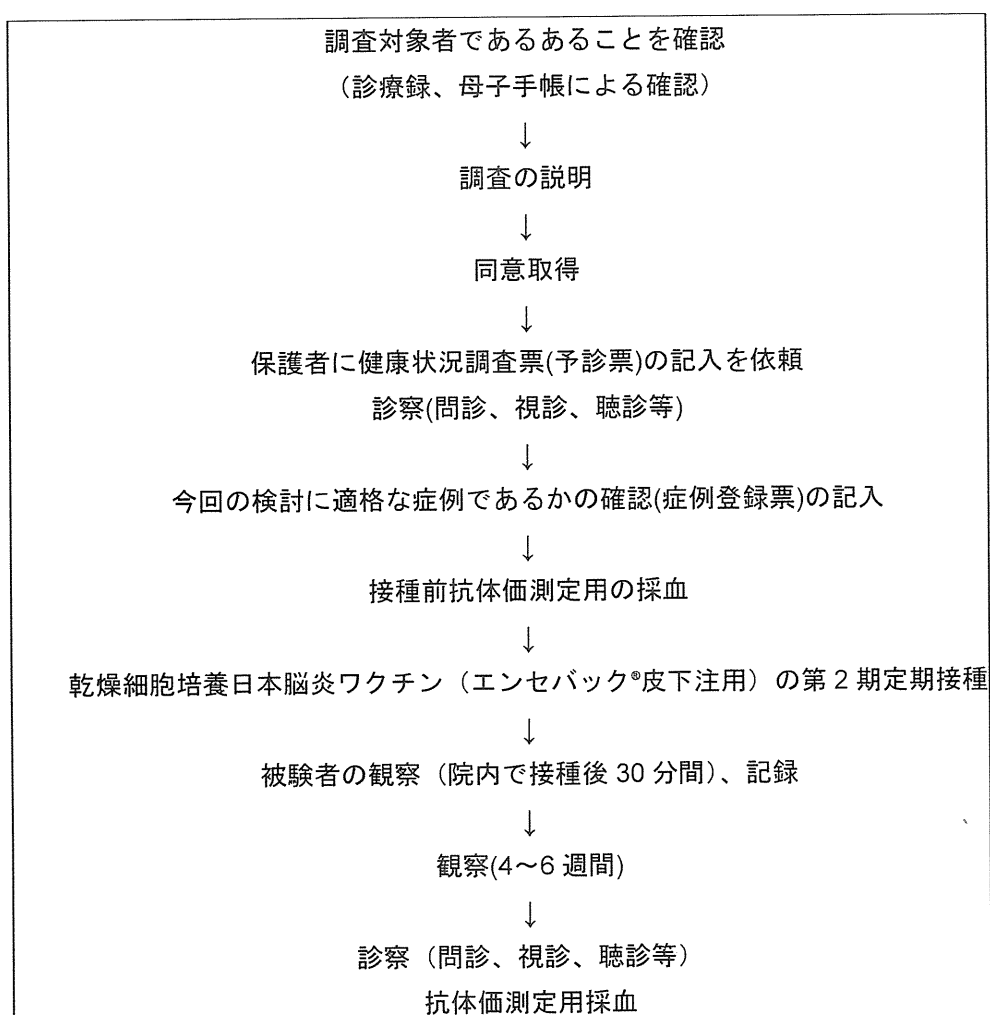 調査対象者であるあることを確認
（診療録、母子手帳による確認）
↓
調査の説明
↓
同意取得
↓
保護者に健康状況調査票(予診票)の記入を依頼
診察(問診、視診、聴診等)
↓
今回の検討に適格な症例であるかの確認(症例登録票)の記入
↓
接種前抗体価測定用の採血
↓
乾燥細胞培養日本脳炎ワクチン（エンセバック®皮下注用）の第２期定期接種
↓
被験者の観察（院内で接種後 30 分間）、記録
↓
観察(4～6 週間)
↓
診察（問診、視診、聴診等）
抗体価測定用採血